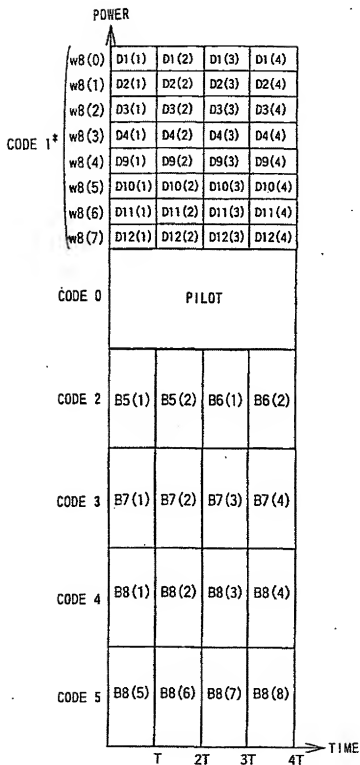 POWER
w8(0) D1(1) D1(2) D1(3) D1(4)
w8(1) D2(1) D2(2) D2(3) D2(4)
w8(2) D3(1) D3(2) D3(3) D3(4)
CODE 1* w8(3) D4(1) D4(2) D4(3) D4(4)
w8(4) D9(1) D9(2) D9(3) D9(4)
w8(5) D10(1) D10(2) D10(3) D10(4)
w8(6) D11(1) D11(2) D11(3) D11(4)
w8(7) D12(1) D12(2) D12(3) D12(4)
CODE 0 PILOT
CODE 2 B5(1) B5(2) B6(1) B6(2)
CODE 3 B7(1) B7(2) B7(3) B7(4)
CODE 4 B8(1) B8(2) B8(3) B8(4)
CODE 5 B8(5) B8(6) B8(7) B8(8)
TIME
T 2T 3T 4T